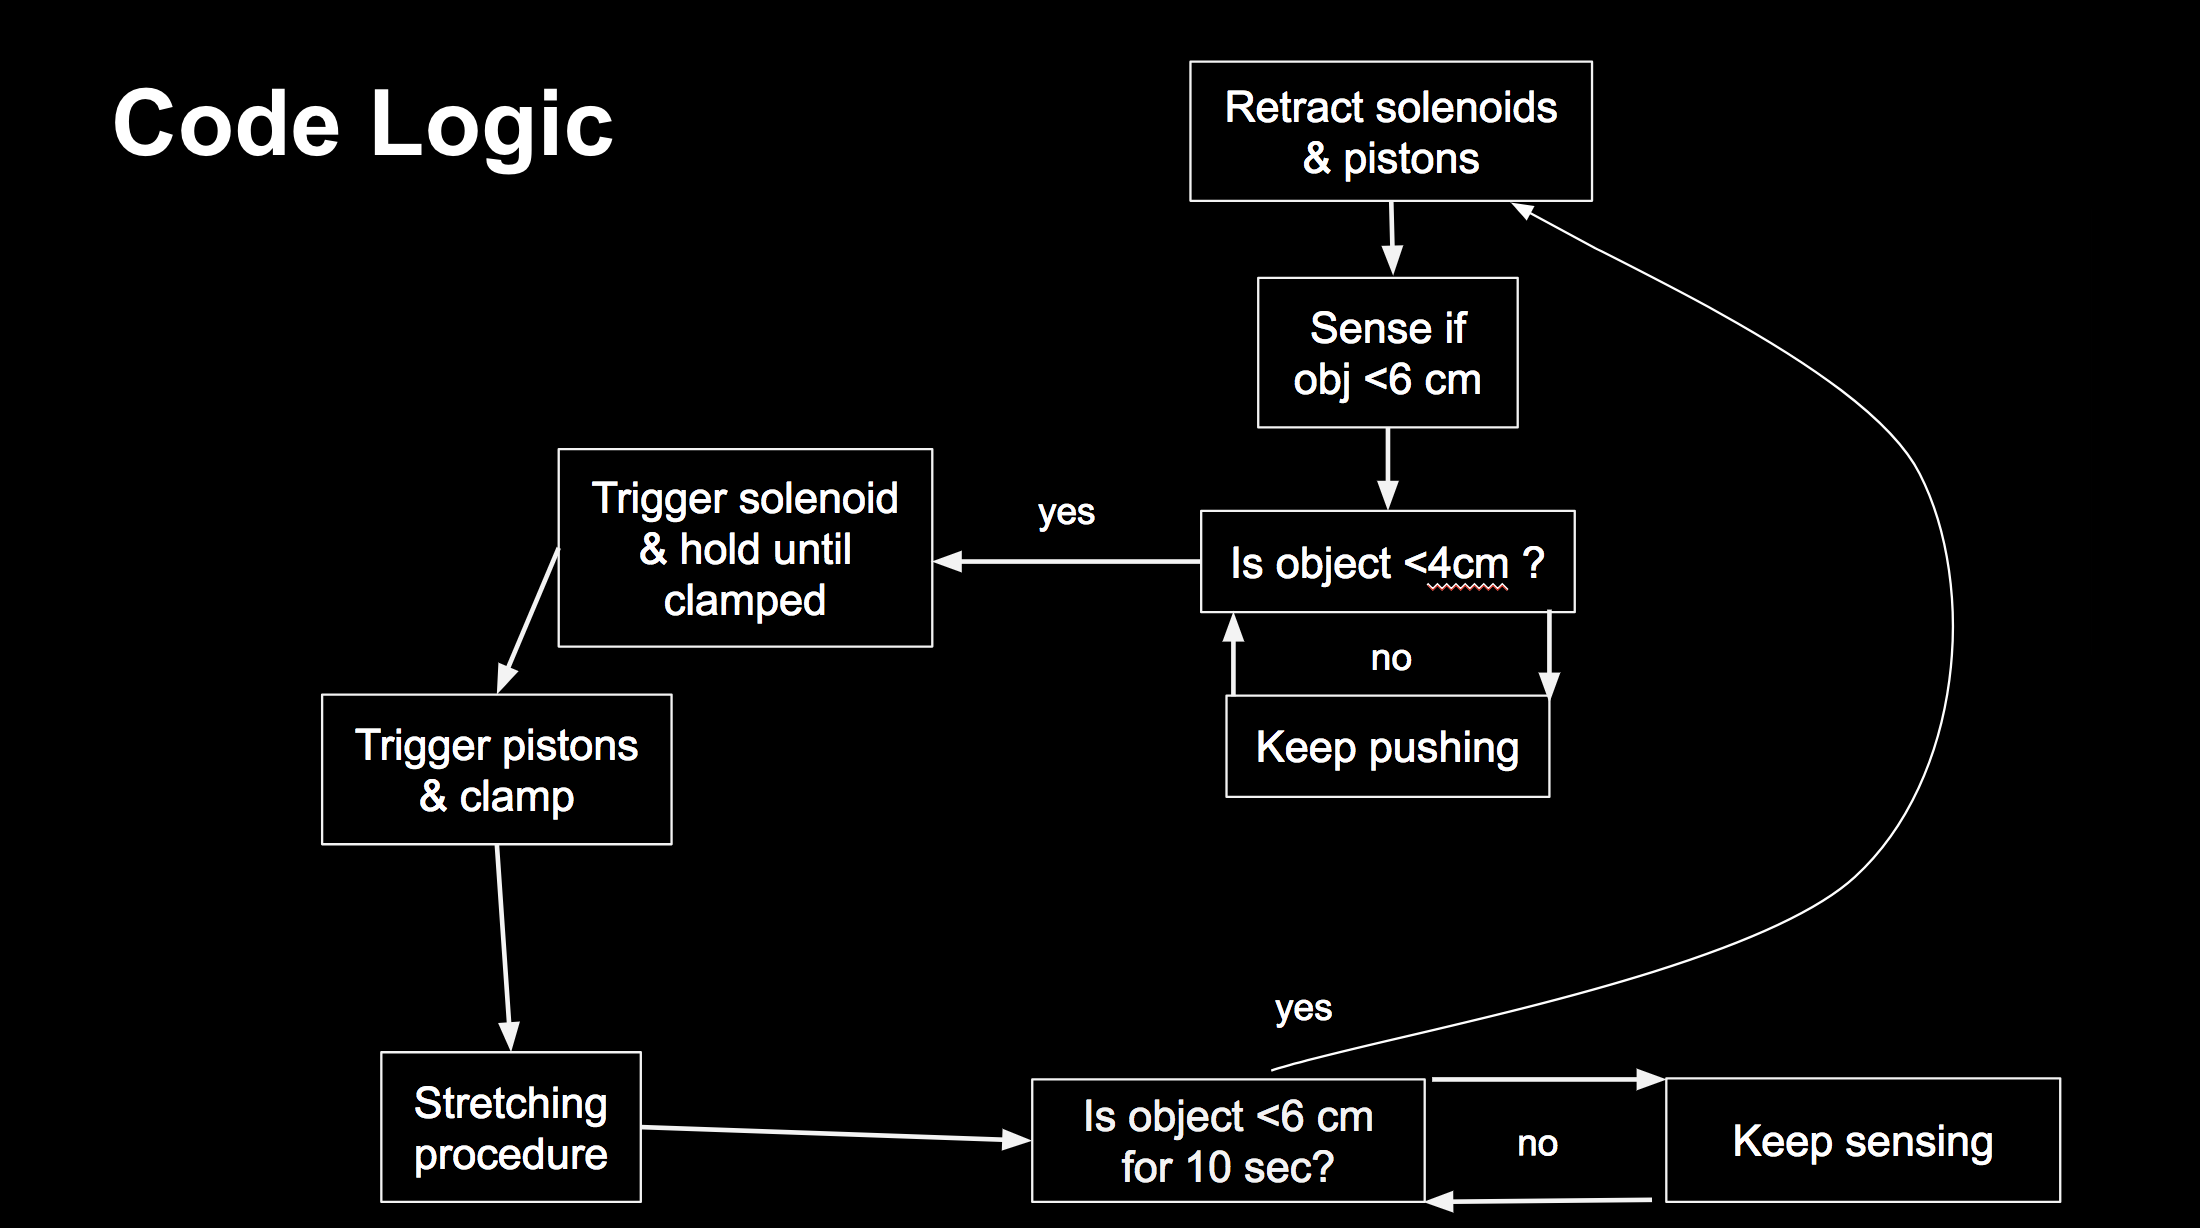 Code Logic
Retract solenoids
& pistons
Sense if
obj <6 cm
Is object <4cm ?
yes
no
Keep pushing
Trigger solenoid
& hold until
clamped
Trigger pistons
& clamp
Stretching
procedure
Is object <6 cm
for 10 sec?
yes
no
Keep sensing